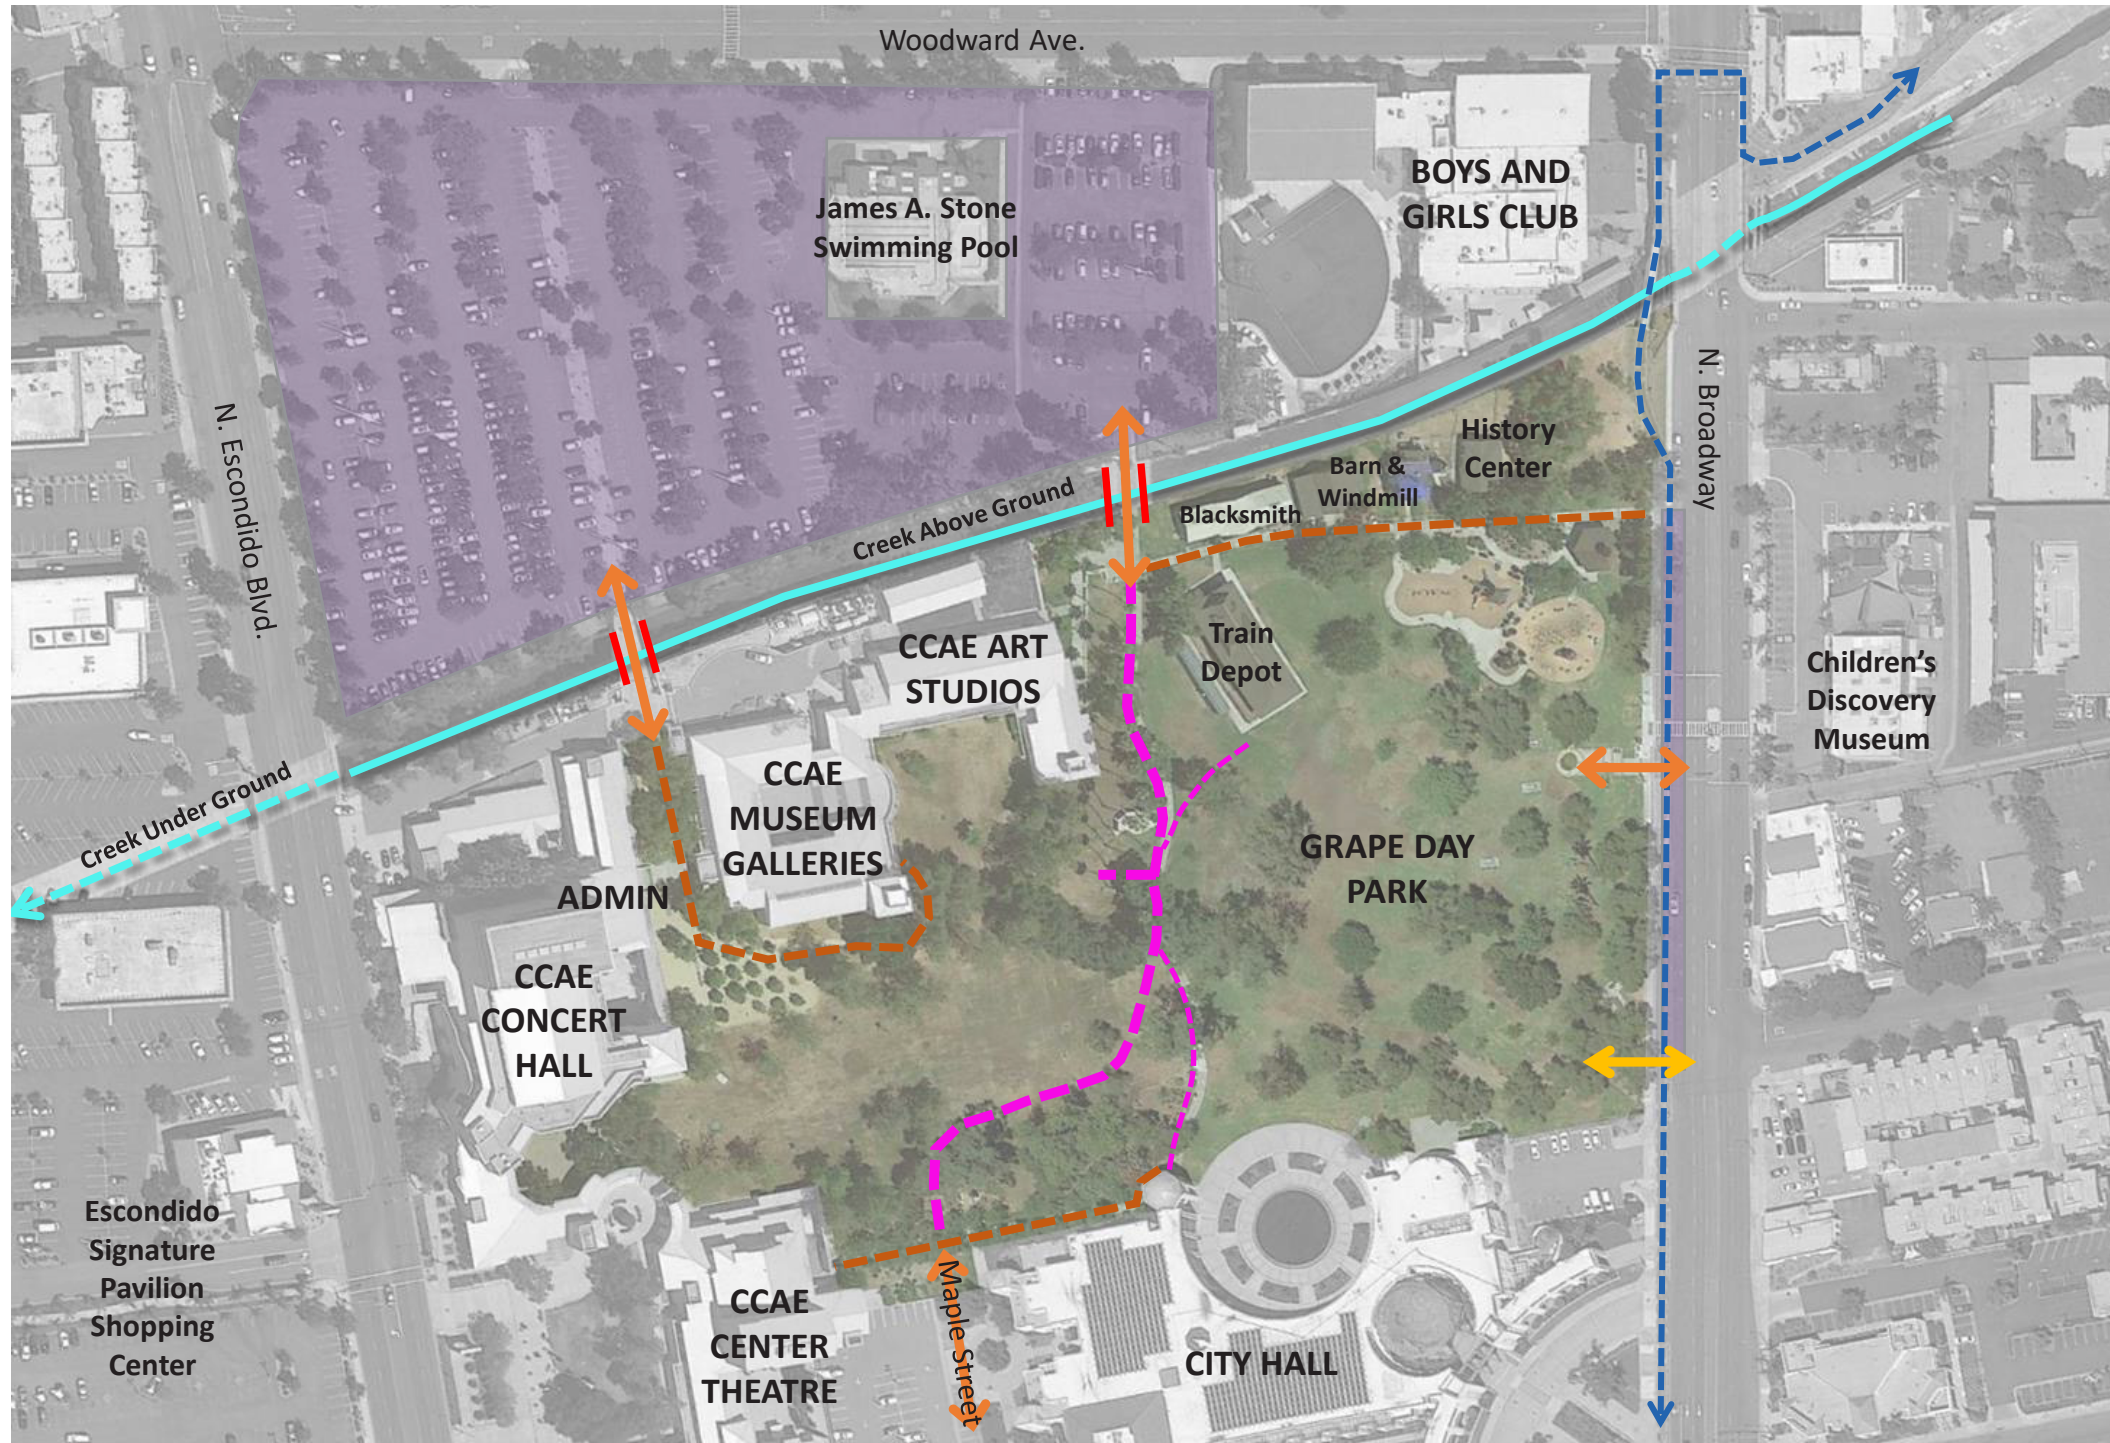 Woodward Ave.
BOYS AND
GIRLS CLUB
James A. Stone
Swimming Pool
N. Escondido Blvd.
N. Broadway
History
Center
Barn &
Windmill
Blacksmith
Creek Above Ground
Train
Depot
CCAE ART
STUDIOS
Children's
Discovery
Museum
CCAE
MUSEUM
GALLERIES
Creek Under Ground
GRAPE DAY
PARK
ADMIN
CCAE
CONCERT
HALL
Escondido
Signature
Pavilion
Shopping
Center
CCAE
CENTER
THEATRE
Maple Street
CITY HALL